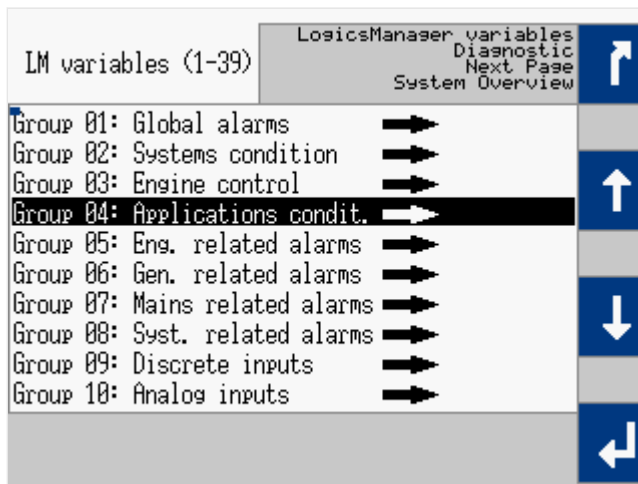 LM variables (1-39)
LogicsManager variables
Diagnostic
Next Page
System Overview
Group 01: Global alarms
Group 02: Systems condition
Group 03: Engine control
Group 04: Applications condit.
Group 05: Eng. related alarms
Group 06: Gen. related alarms
Group 07: Mains related alarms
Group 08: Syst. related alarms
Group 09: Discrete inputs
Group 10: Analog inputs